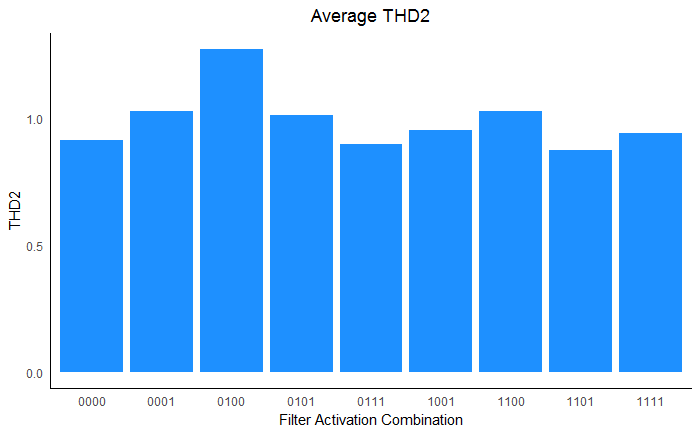 Average THD2
THD2
1.0
0.5
0.0
0000 0001 0100 0101 0111 1001 1100 1101 1111
Filter Activation Combination